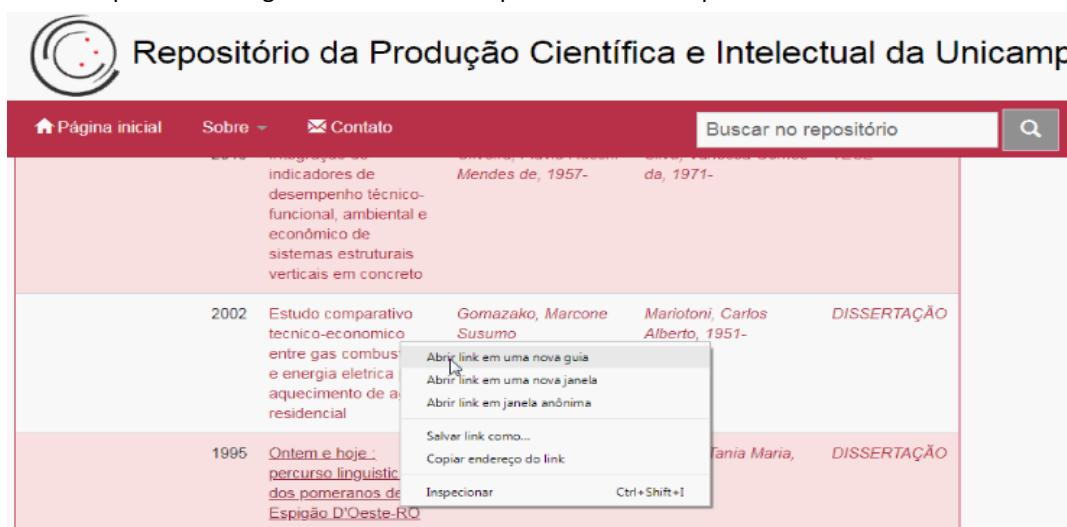 Repositório da Produção Científica e Intelectual da Unicamp
Página inicial Sobre Contato Buscar no repositório
indicadores de Mendes de, 1957- da, 1971-
desempenho técnico-
funcional, ambiental e
econômico de
sistemas estruturais
verticais em concreto
2002 Estudo comparativo Gomazako, Marcone Mariotoni, Carlos DISSERTAÇÃO
tecnico-economico Susumo Alberto, 1951-
entre gas
e energia eletrica
aquecimento de
residencial
Abrir link em uma nova guia
Abrir link em uma nova janela
Abrir link em janela anônima
Salvar link como...
Copiar endereço do link
Inspecionar Ctrl+Shift+I
1995 Ontem e hoje : Tania Maria, DISSERTAÇÃO
percurso
dos pomeranos de
Espigão D'Oeste-RO